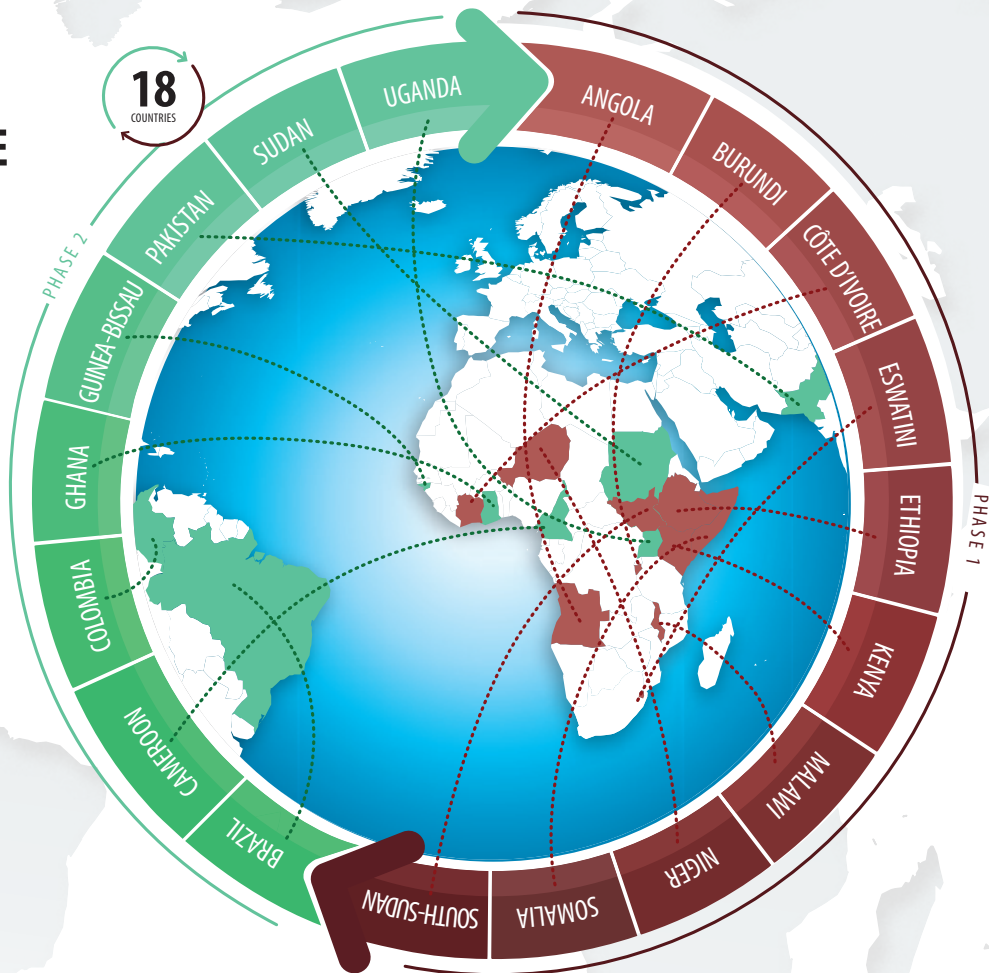 18
COUNTRIES
E
PHASE 1
ANGOLA
BURUNDI
CÔTE D'IVOIRE
ESWATINI
ETHIOPIA
KENYA
MALAWI
NIGER
SOMALIA
SOUTH-SUDAN
PHASE 2
BRAZIL
CAMEROON
COLOMBIA
GHANA
GUINEA-BISSAU
PAKISTAN
SUDAN
UGANDA